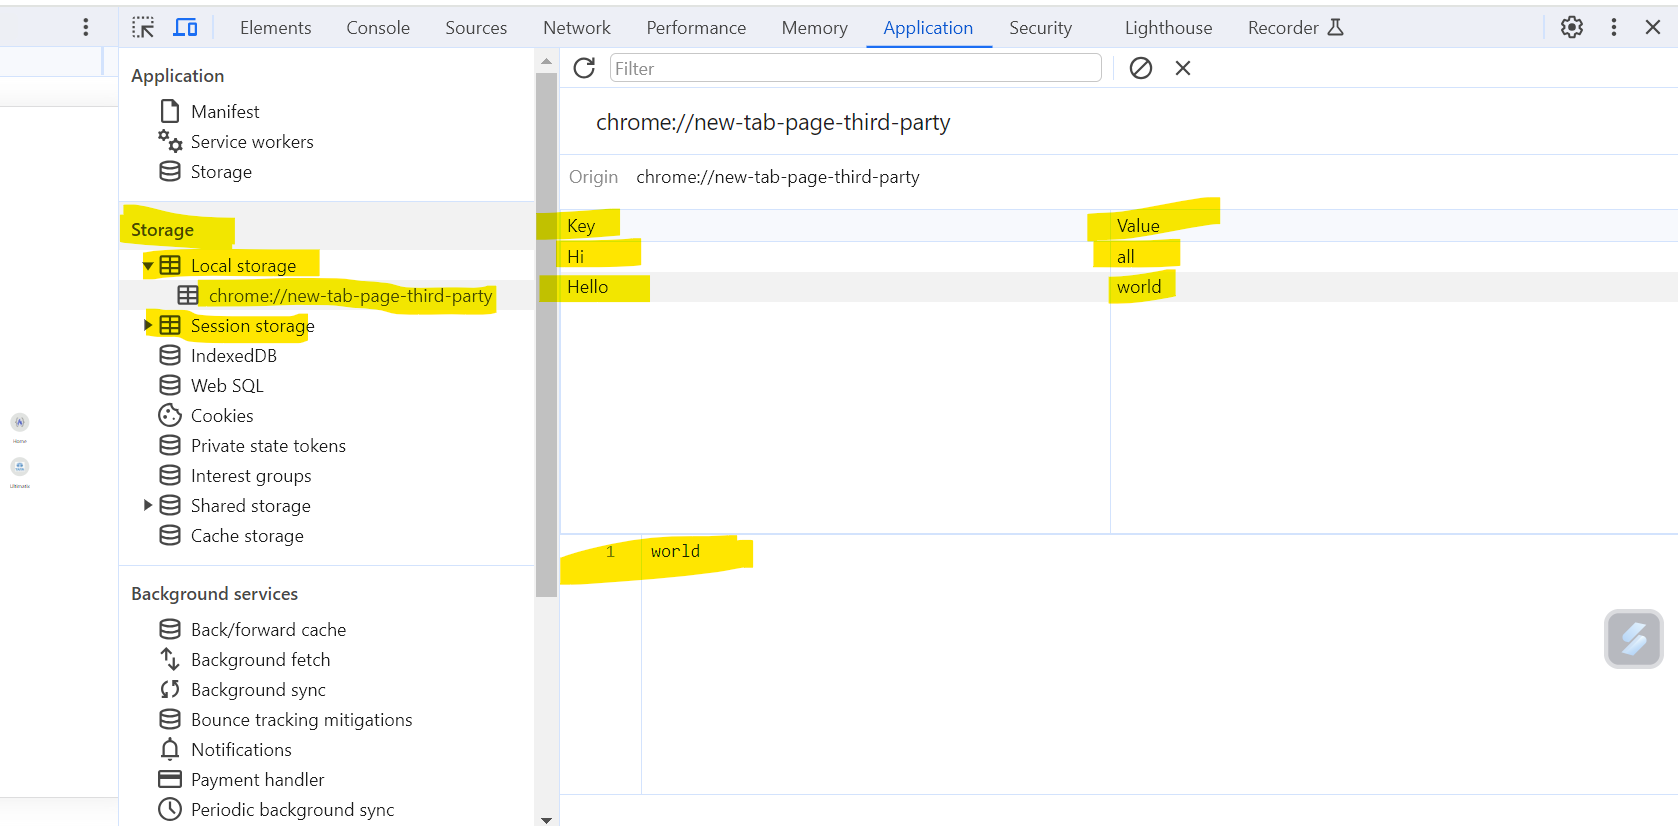 Elements Console Sources Network Performance Memory Application Security Lighthouse Recorder
Application
Manifest
Service workers
Storage
Storage
Local storage
chrome://new-tab-page-third-party
Session storage
IndexedDB
Web SQL
Cookies
Private state tokens
Interest groups
Shared storage
Cache storage
Background services
Back/forward cache
Background fetch
Background sync
Bounce tracking mitigations
Notifications
Payment handler
Periodic background sync
Filter
chrome://new-tab-page-third-party
Origin chrome://new-tab-page-third-party
Key Value
Hi all
Hello world
1 world
Home